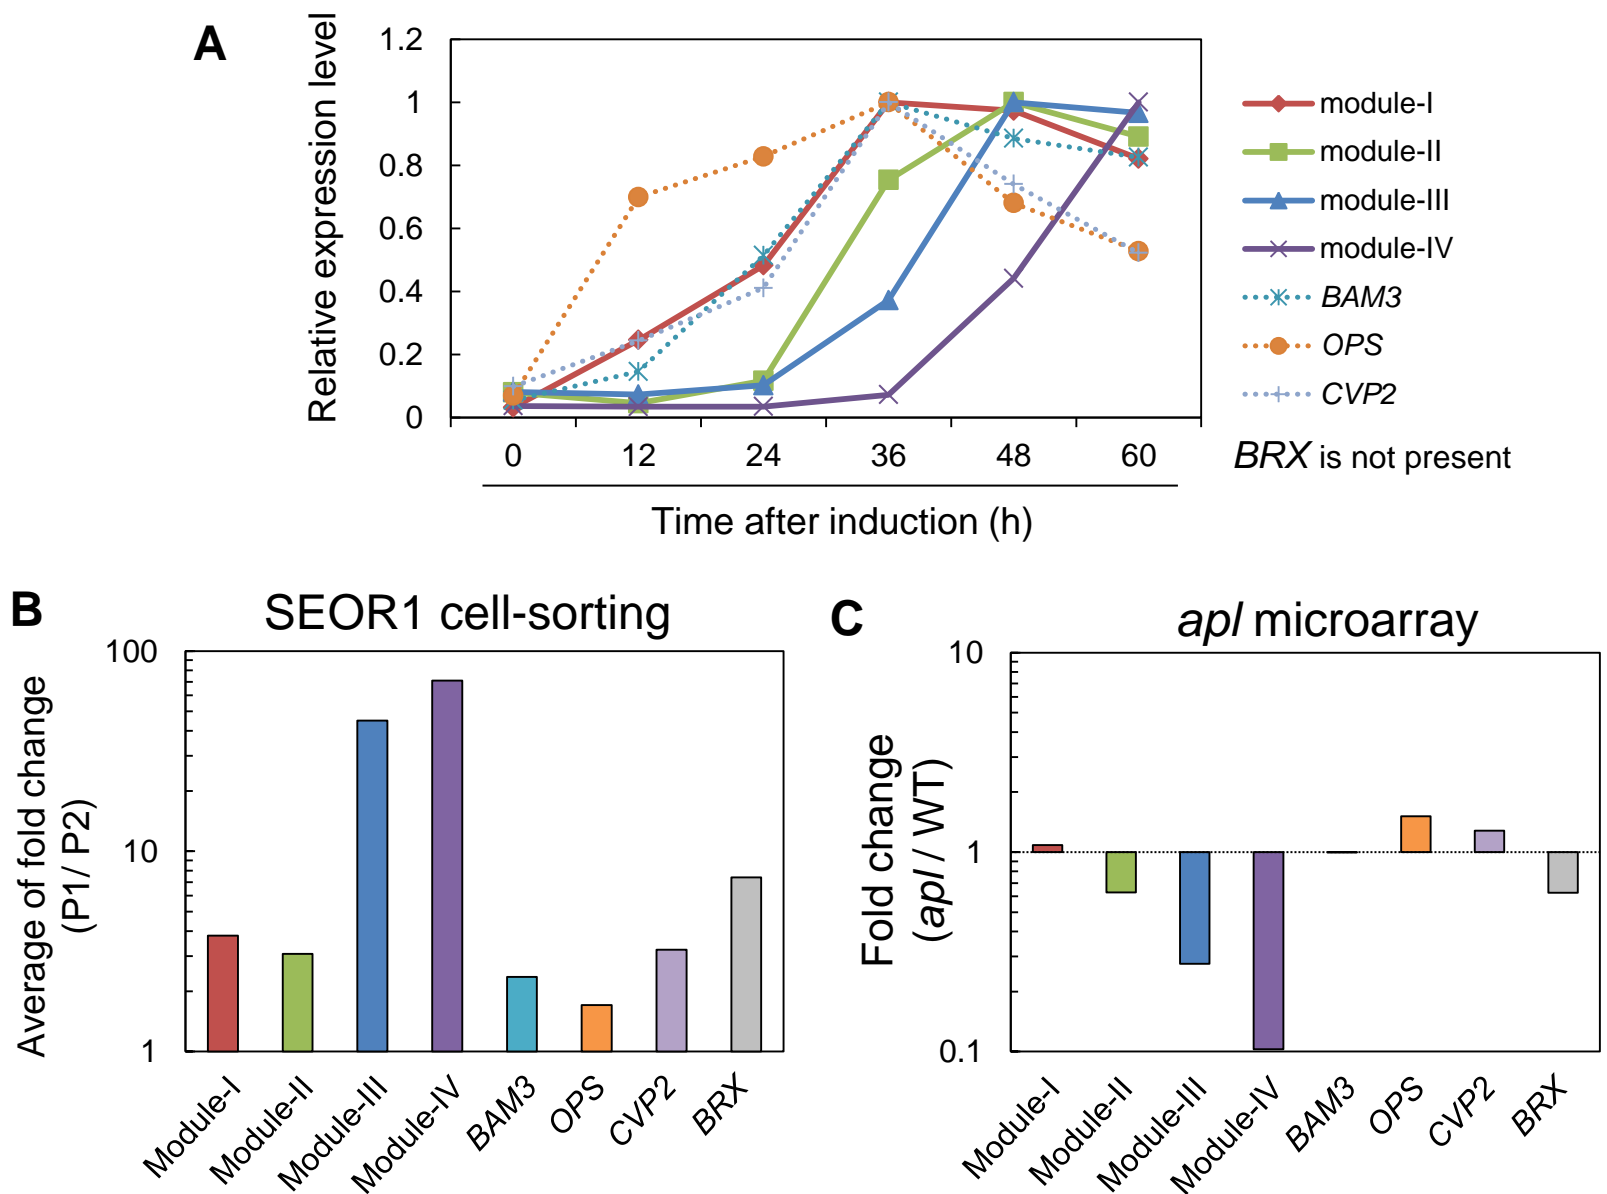 A
Relative expression level
1.2
1
0.8
0.6
0.4
0.2
0
0 12 24 36 48 60
Time after induction (h)
module-I
module-II
module-III
module-IV
BAM3
OPS
CVP2
BRX is not present
B
SEOR1 cell-sorting
Average of fold change
(P1/ P2)
100
10
1
Module-I
Module-II
Module-III
Module-IV
BAM3
OPS
CVP2
BRX
C
apl microarray
Fold change
(apl / WT)
10
1
0.1
Module-I
Module-II
Module-III
Module-IV
BAM3
OPS
CVP2
BRX